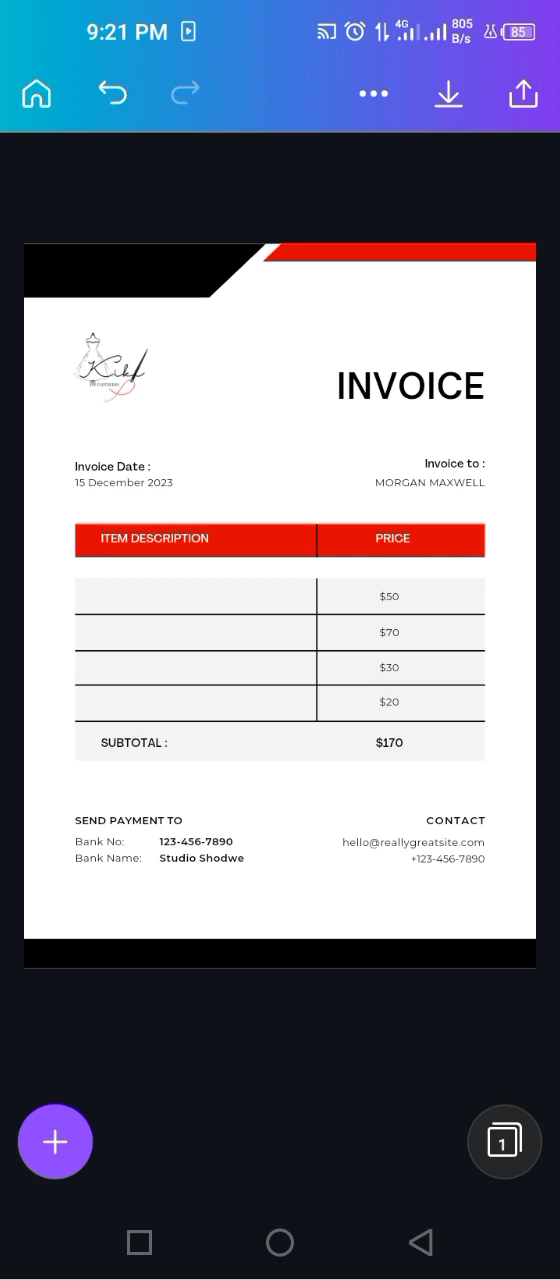 9:21 PM 4G 805 B/s 85
INVOICE
Invoice Date :
15 December 2023
Invoice to :
MORGAN MAXWELL
ITEM DESCRIPTION PRICE
$50
$70
$30
$20
SUBTOTAL : $170
SEND PAYMENT TO
Bank No: 123-456-7890
Bank Name: Studio Shodwe
CONTACT
hello@reallygreatsite.com
+123-456-7890
1